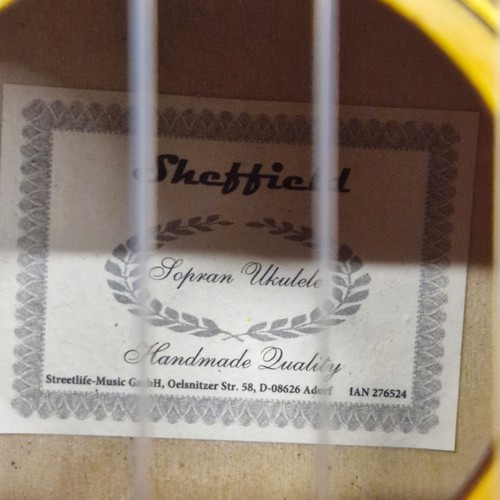 Sheffield
Sopran Ukulele
Handmade Quality
Streetlife-Music GmbH, Oelsnitzer Str. 58, D-08626 Adorf IAN 276524